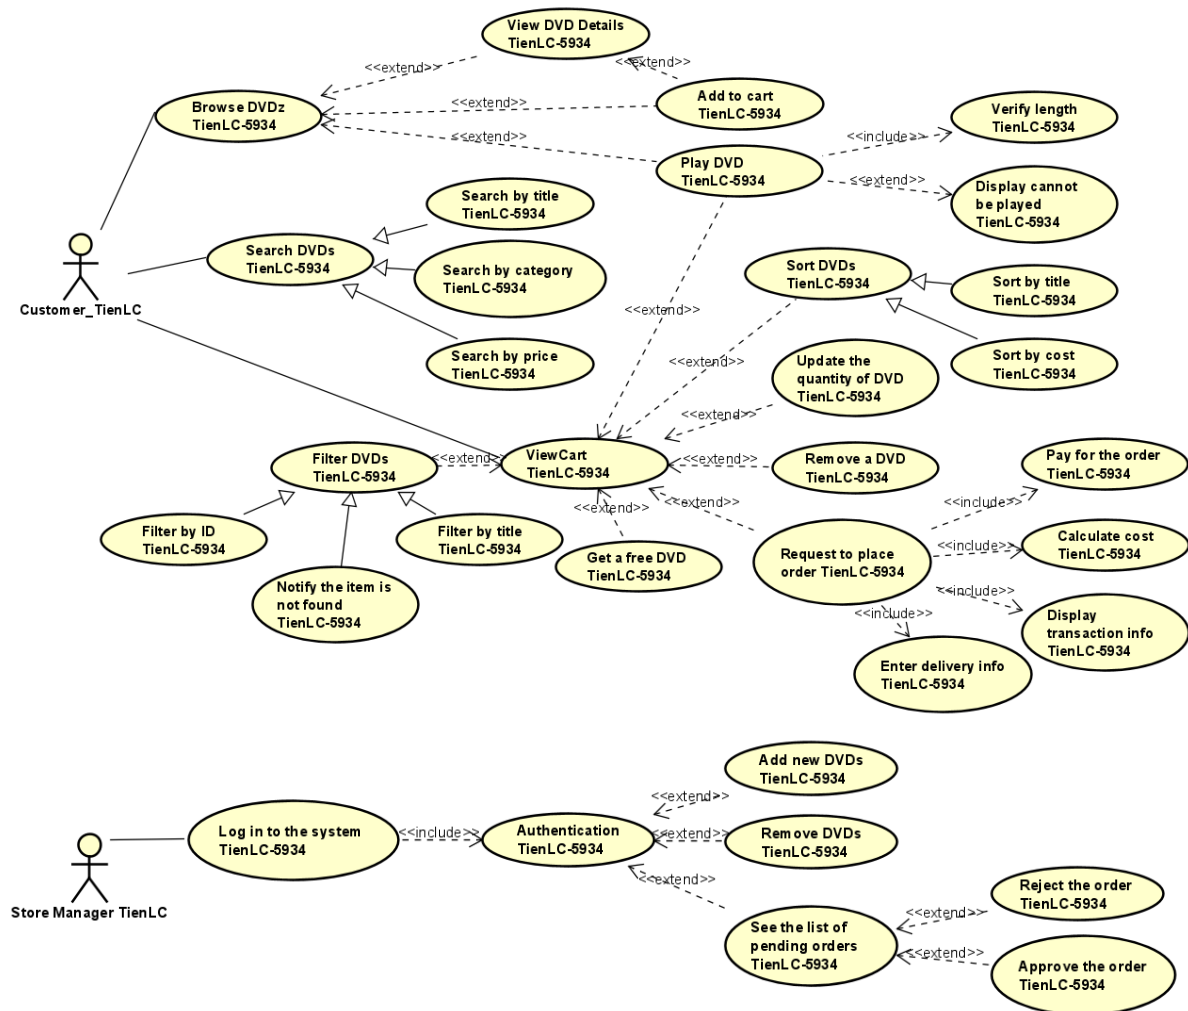 View DVD Details
TienLC-5934
<<extend>>
<<extend>>
Browse DVDz
TienLC-5934
<<extend>>
Add to cart
TienLC-5934
<<extend>>
Verify length
TienLC-5934
<<include>>
Play DVD
TienLC-5934
<<extend>>
Display cannot
be played
TienLC-5934
Search by title
TienLC-5934
Search DVDs
TienLC-5934
Search by category
TienLC-5934
Sort DVDs
TienLC-5934
Sort by title
TienLC-5934
Customer_TienLC
<<extend>>
Search by price
TienLC-5934
<<extend>>
Update the
quantity of DVD
TienLC-5934
Sort by cost
TienLC-5934
<<extend>>
Filter DVDs
TienLC-5934
<<extend>>
ViewCart
TienLC-5934
<<extend>>
Remove a DVD
TienLC-5934
Pay for the order
TienLC-5934
<<extend>>
<<extend>>
<<include>>
Filter by ID
TienLC-5934
Filter by title
TienLC-5934
Get a free DVD
TienLC-5934
Request to place
order TienLC-5934
<<include>>
Calculate cost
TienLC-5934
Notify the item is
not found
TienLC-5934
<<include>>
Display
transaction info
TienLC-5934
<<include>>
Enter delivery info
TienLC-5934
Add new DVDs
TienLC-5934
<<extend>>
Log in to the system
TienLC-5934
<<include>>
Authentication
TienLC-5934
<<extend>>
Remove DVDs
TienLC-5934
Store Manager TienLC
<<extend>>
Reject the order
TienLC-5934
<<extend>>
See the list of
pending orders
TienLC-5934
<<extend>>
Approve the order
TienLC-5934